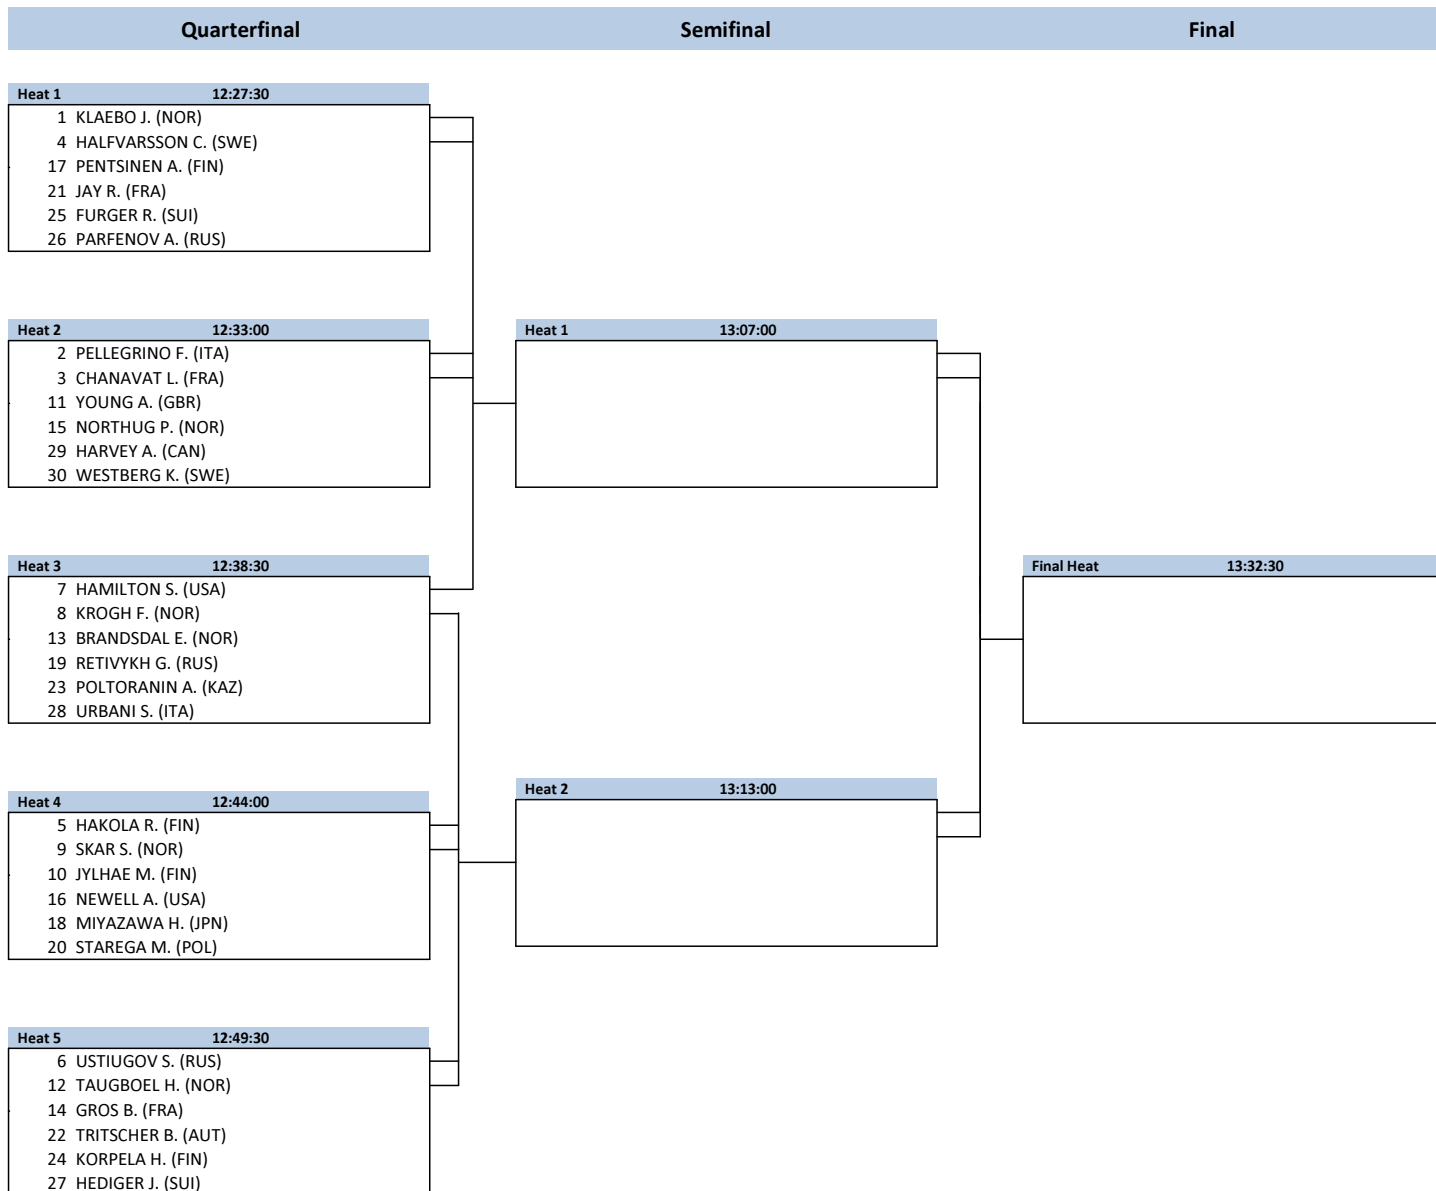 Quarterfinal Semifinal Final
Heat 1 12:27:30
1 KLAEBO J. (NOR)
4 HALFVARSSON C. (SWE)
17 PENTSINEN A. (FIN)
21 JAY R. (FRA)
25 FURGER R. (SUI)
26 PARFENOV A. (RUS)
Heat 2 12:33:00
2 PELLEGRINO F. (ITA)
3 CHANAVAT L. (FRA)
11 YOUNG A. (GBR)
15 NORTHUG P. (NOR)
29 HARVEY A. (CAN)
30 WESTBERG K. (SWE)
Heat 3 12:38:30
7 HAMILTON S. (USA)
8 KROGH F. (NOR)
13 BRANDSDAL E. (NOR)
19 RETIVYKH G. (RUS)
23 POLTORANIN A. (KAZ)
28 URBANI S. (ITA)
Heat 4 12:44:00
5 HAKOLA R. (FIN)
9 SKAR S. (NOR)
10 JYLHAE M. (FIN)
16 NEWELL A. (USA)
18 MIYAZAWA H. (JPN)
20 STAREGA M. (POL)
Heat 5 12:49:30
6 USTIUGOV S. (RUS)
12 TAUGBOEL H. (NOR)
14 GROS B. (FRA)
22 TRITSCHER B. (AUT)
24 KORPELA H. (FIN)
27 HEDIGER J. (SUI)
Heat 1 13:07:00
Heat 2 13:13:00
Final Heat 13:32:30